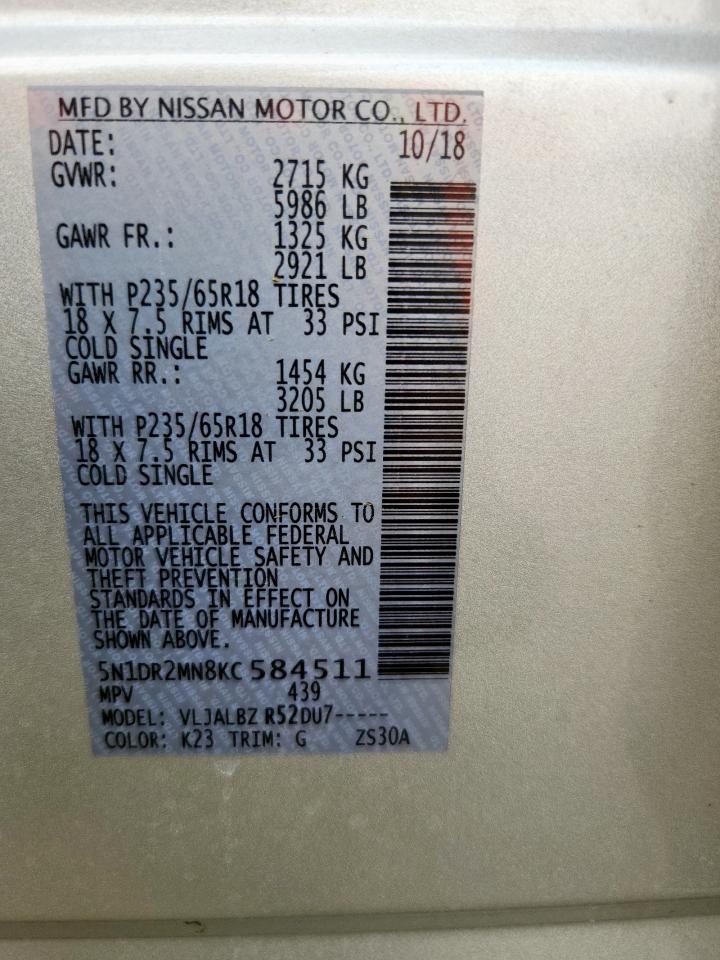 MFD BY NISSAN MOTOR CO., LTD.
DATE: 10/18
GVWR: 2715 KG
5986 LB
GAWR FR.: 1325 KG
2921 LB
WITH P235/65R18 TIRES
18 X 7.5 RIMS AT 33 PSI
COLD SINGLE
GAWR RR.: 1454 KG
3205 LB
WITH P235/65R18 TIRES
18 X 7.5 RIMS AT 33 PSI
COLD SINGLE
THIS VEHICLE CONFORMS TO
ALL APPLICABLE FEDERAL
MOTOR VEHICLE SAFETY AND
THEFT PREVENTION
STANDARDS IN EFFECT ON
THE DATE OF MANUFACTURE
SHOWN ABOVE.
5N1DR2MN8KC584511
MPV 439
MODEL: VLJALBZ R52DU7-----
COLOR: K23 TRIM: G ZS30A